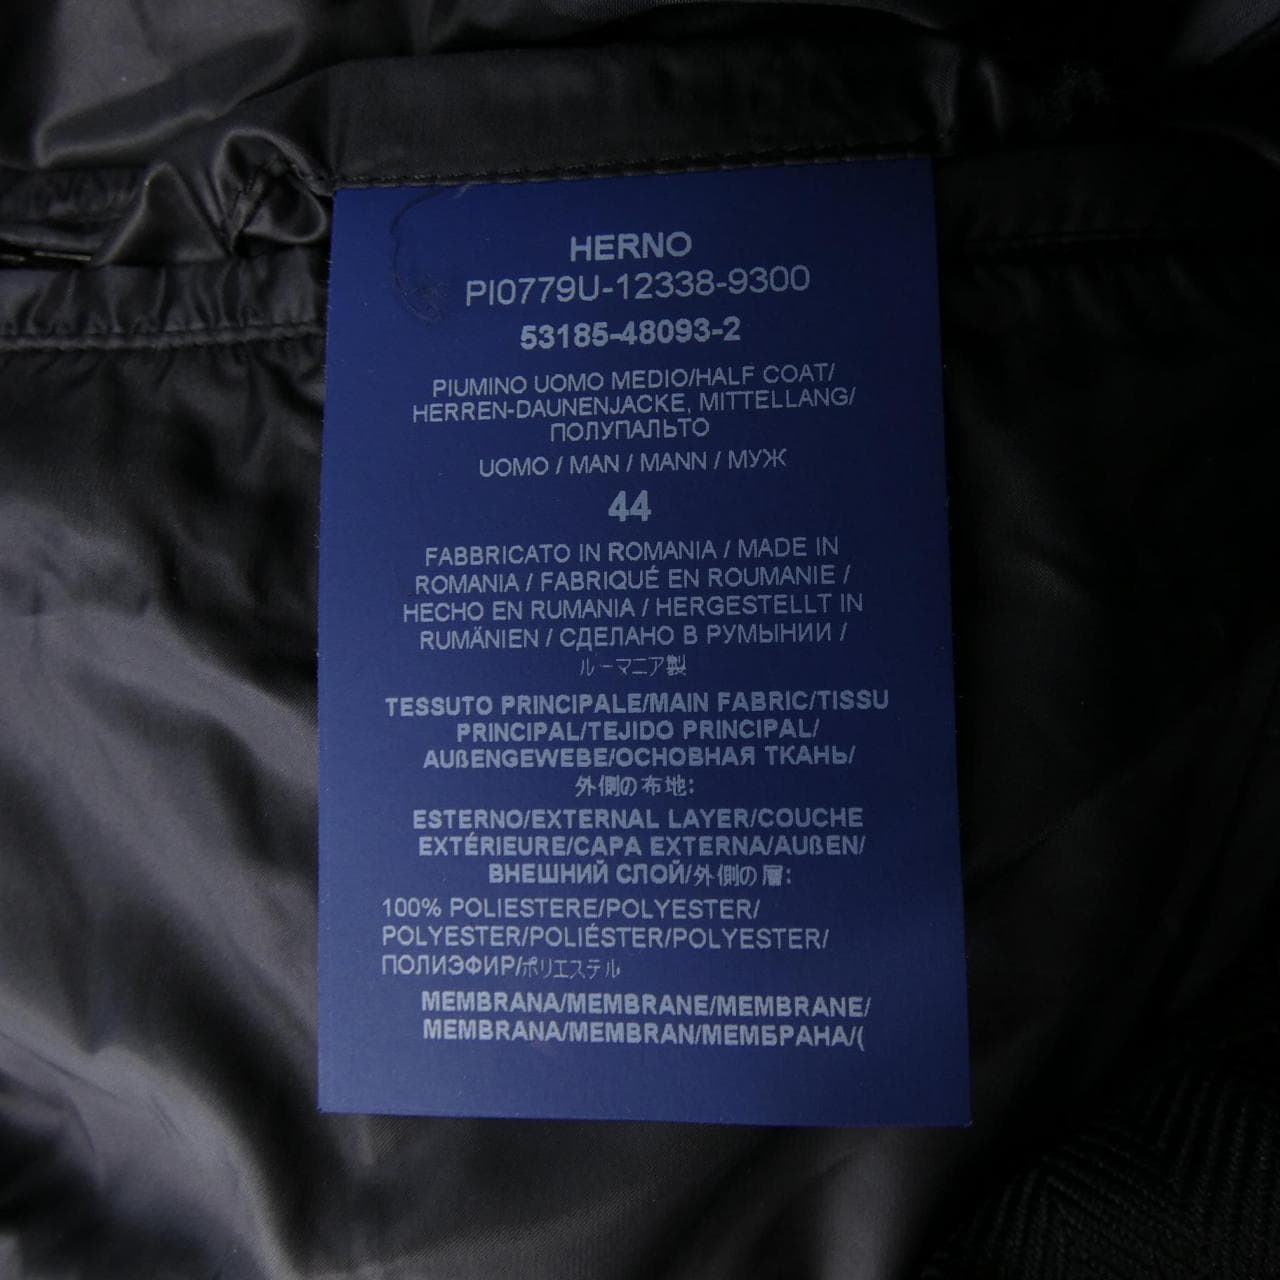 HERNO
PI0779U-12338-9300
53185-48093-2
PIUMINO UOMO MEDIO/HALF COAT/
HERREN-DAUNENJACKE, MITTELLANG/
ПОЛУПАЛЬТО
UOMO / MAN / MANN / МУЖ
44
FABBRICATO IN ROMANIA / MADE IN
ROMANIA / FABRIQUÉ EN ROUMANIE /
HECHO EN RUMANIA / HERGESTELLT IN
RUMÄNIEN / СДЕЛАНО В РУМЫНИИ /
ルーマニア製
TESSUTO PRINCIPALE/MAIN FABRIC/TISSU
PRINCIPAL/TEJIDO PRINCIPAL/
AUßENGEWEBE/ОСНОВНАЯ ТКАНЬ/
外側の布地:
ESTERNO/EXTERNAL LAYER/COUCHE
EXTÉRIEURE/CAPA EXTERNA/AUßEN/
ВНЕШНИЙ СЛОЙ/外側の層:
100% POLIESTERE/POLYESTER/
POLYESTER/POLIÉSTER/POLYESTER/
ПОЛИЭФИР/ポリエステル
MEMBRANA/MEMBRANE/MEMBRANE/
MEMBRANA/MEMBRAN/МЕМБРАНА/(